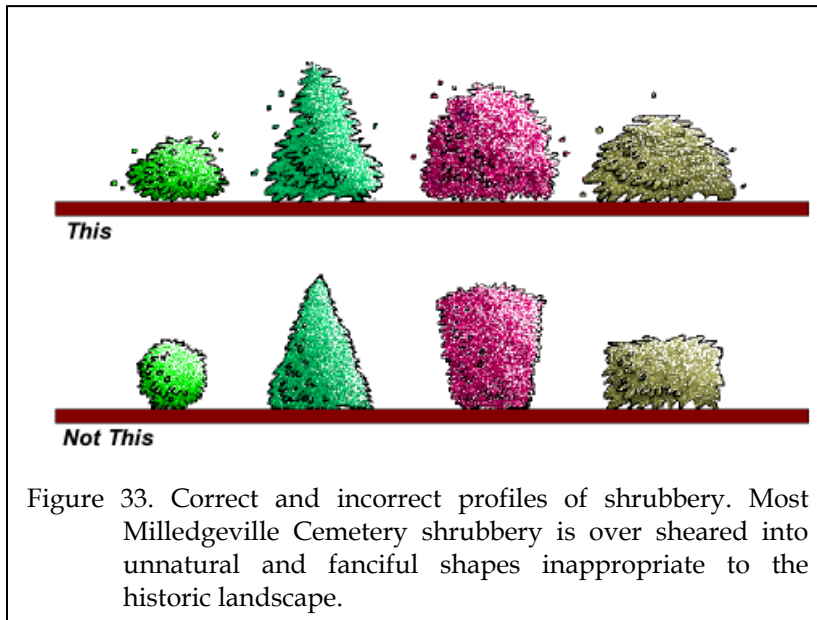 This
Not This
Figure 33. Correct and incorrect profiles of shrubbery. Most
Milledgeville Cemetery shrubbery is over sheared into
unnatural and fanciful shapes inappropriate to the
historic landscape.